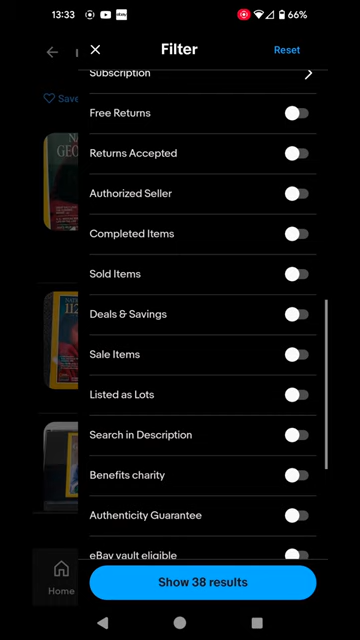 13:33
66%
Filter
Reset
Subscription
Save
Free Returns
Returns Accepted
Authorized Seller
Completed Items
Sold Items
Deals & Savings
Sale Items
Listed as Lots
Search in Description
Benefits charity
Authenticity Guarantee
eBay vault eligible
Show 38 results
Home